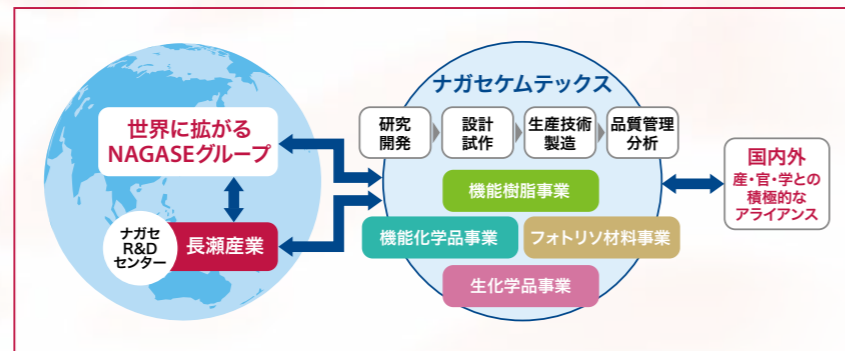 世界に拡がる
NAGASEグループ
ナガセ
R&D
センター
長瀬産業
ナガセケムテックス
研究
開発
設計
試作
生産技術
製造
品質管理
分析
機能樹脂事業
機能化学品事業
フォトリソ材料事業
生化学品事業
国内外
産・官・学との
積極的な
アライアンス